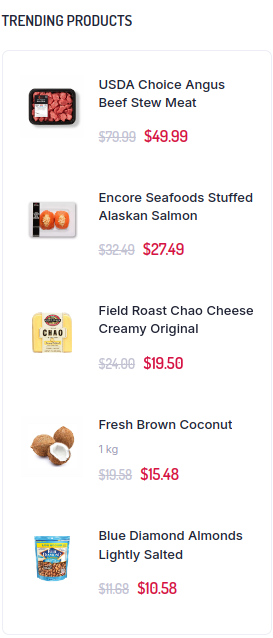 TRENDING PRODUCTS
USDA Choice Angus
Beef Stew Meat
$79.99 $49.99
Encore Seafoods Stuffed
Alaskan Salmon
$32.49 $27.49
CHAO
Field Roast Chao Cheese
Creamy Original
$24.00 $19.50
Fresh Brown Coconut
1 kg
$19.58 $15.48
Blue Diamond Almonds
Lightly Salted
$11.68 $10.58